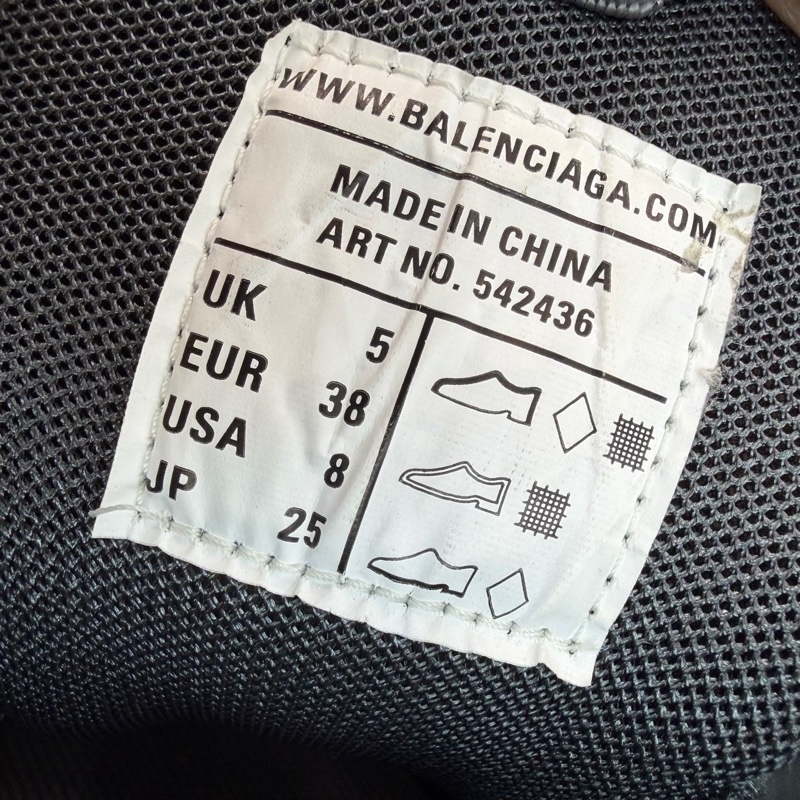 WWW.BALENCIAGA.COM
MADE IN CHINA
ART NO. 542436
UK 5
EUR 38
USA 8
JP 25